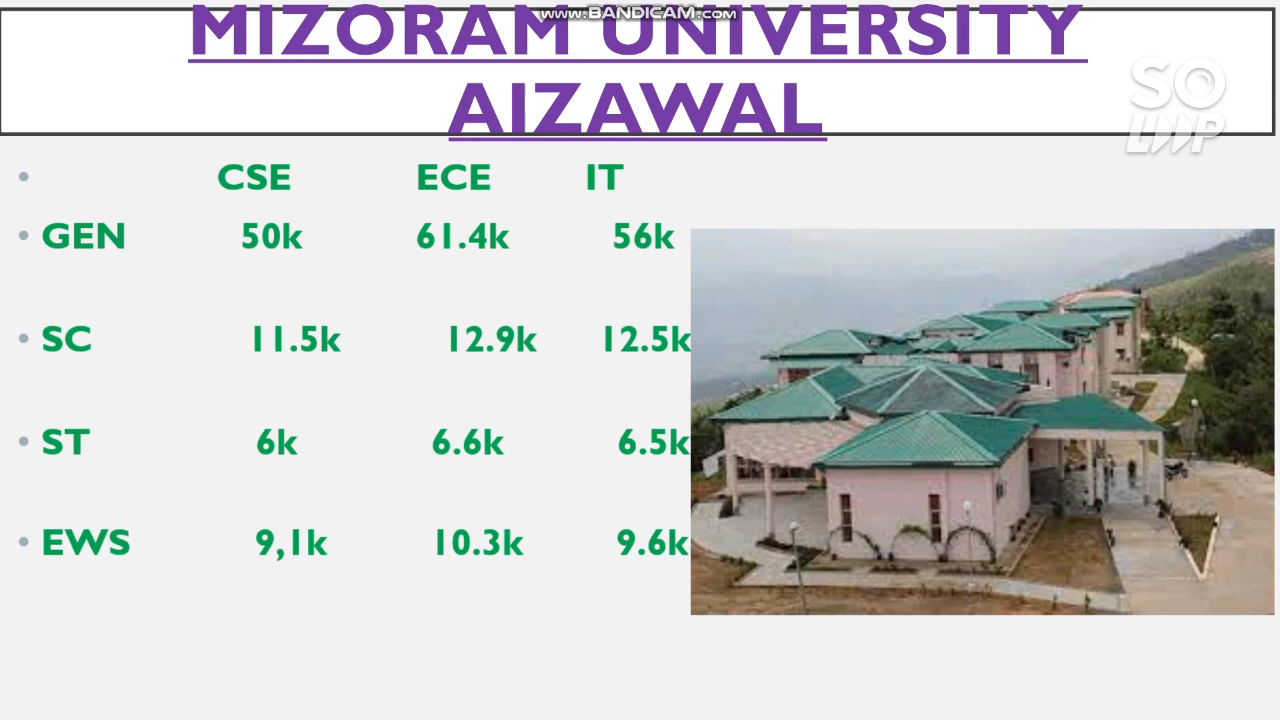 www.BANDICAM.com
MIZORAM UNIVERSITY
AIZAWAL
SO
LOOP
CSE ECE IT
GEN 50k 61.4k 56k
SC 11.5k 12.9k 12.5k
ST 6k 6.6k 6.5k
EWS 9,1k 10.3k 9.6k